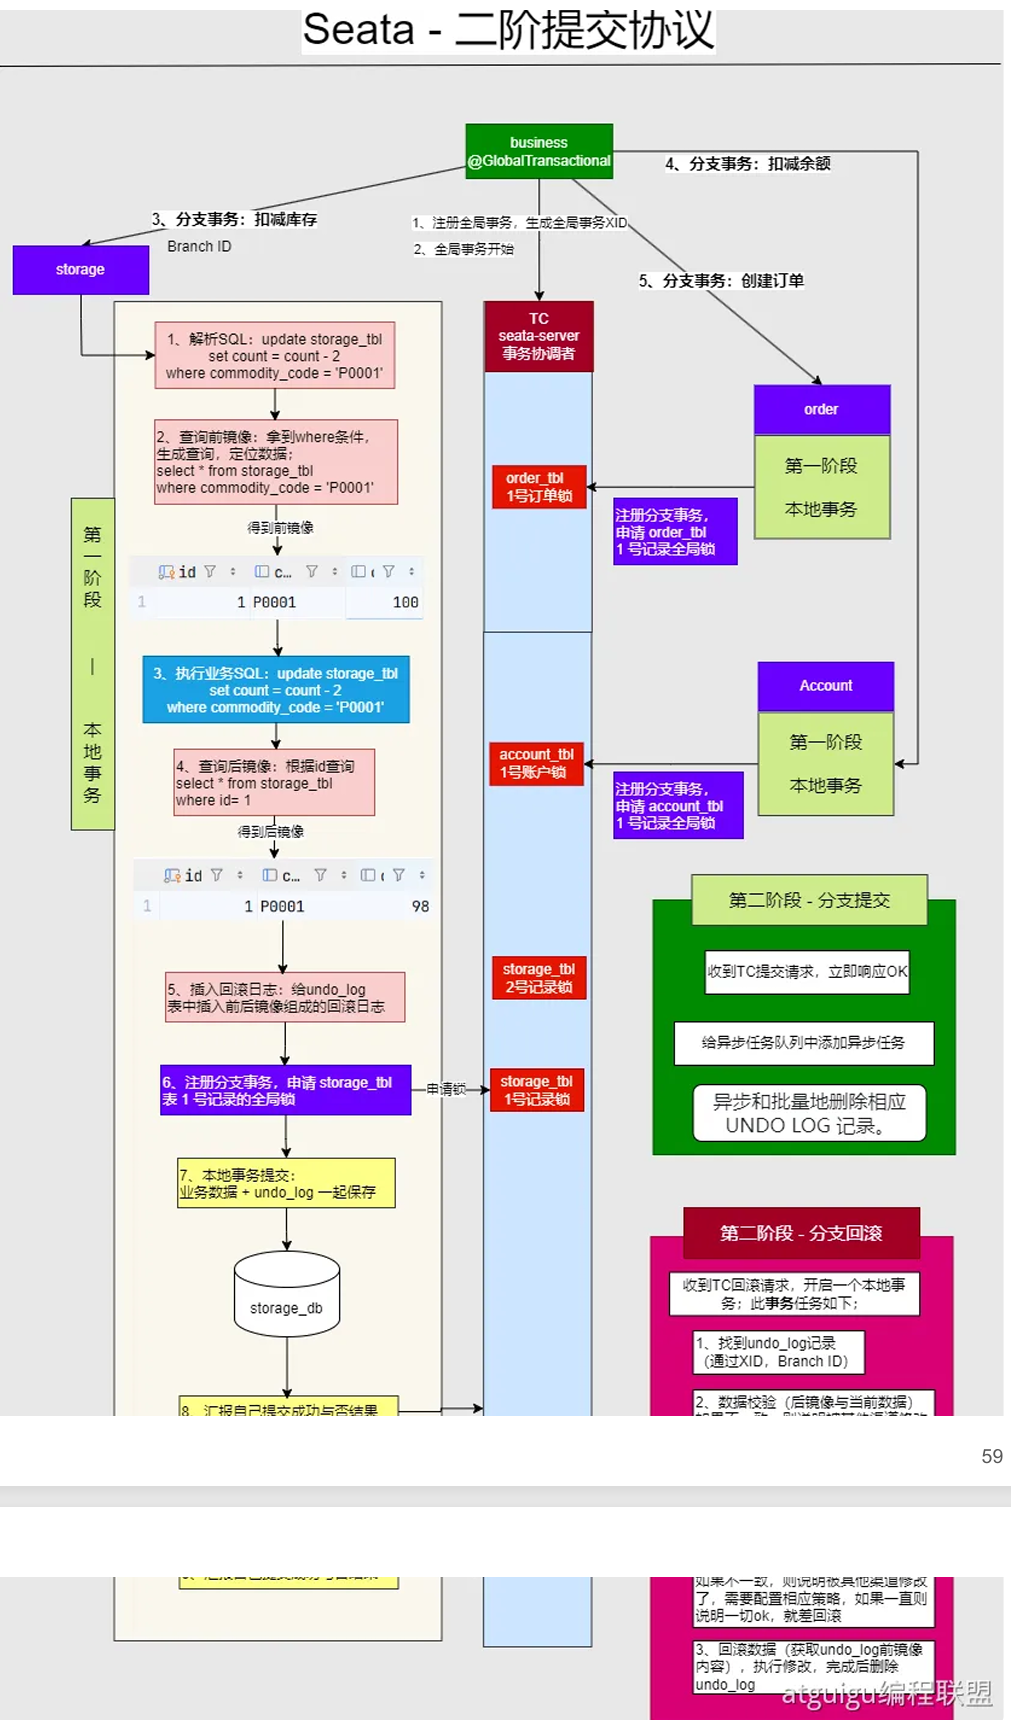 Seata - 二阶提交协议
business
@GlobalTransactional
4、分支事务：扣减余额
3、分支事务：扣减库存
Branch ID
1、注册全局事务，生成全局事务XID
2、全局事务开始
5、分支事务：创建订单
storage
TC
seata-server
事务协调者
1、解析SQL：update storage_tbl
set count = count - 2
where commodity_code = 'P0001'
2、查询前镜像：拿到where条件，
生成查询，定位数据；
select * from storage_tbl
where commodity_code = 'P0001'
得到前镜像
id c...
1 1 P0001 100
第一阶段 | 本地事务
3、执行业务SQL：update storage_tbl
set count = count - 2
where commodity_code = 'P0001'
4、查询后镜像：根据id查询
select * from storage_tbl
where id= 1
得到后镜像
id c...
1 1 P0001 98
5、插入回滚日志：给undo_log
表中插入前后镜像组成的回滚日志
6、注册分支事务，申请 storage_tbl
表 1 号记录的全局锁
申请锁
7、本地事务提交：
业务数据 + undo_log 一起保存
storage_db
8、汇报自己提交成功与否结果
order_tbl
1号订单锁
account_tbl
1号账户锁
storage_tbl
2号记录锁
storage_tbl
1号记录锁
order
第一阶段
本地事务
注册分支事务，
申请 order_tbl
1 号记录全局锁
Account
第一阶段
本地事务
注册分支事务，
申请 account_tbl
1 号记录全局锁
第二阶段 - 分支提交
收到TC提交请求，立即响应OK
给异步任务队列中添加异步任务
异步和批量地删除相应
UNDO LOG 记录。
第二阶段 - 分支回滚
收到TC回滚请求，开启一个本地事
务；此事务任务如下；
1、找到undo_log记录
（通过XID，Branch ID）
2、数据校验（后镜像与当前数据）
59
如果不一致，则说明被其他渠道修改
了，需要配置相应策略，如果一直则
说明一切ok，就差回滚
3、回滚数据（获取undo_log前镜像
内容），执行修改，完成后删除
undo_log
atguigu编程联盟